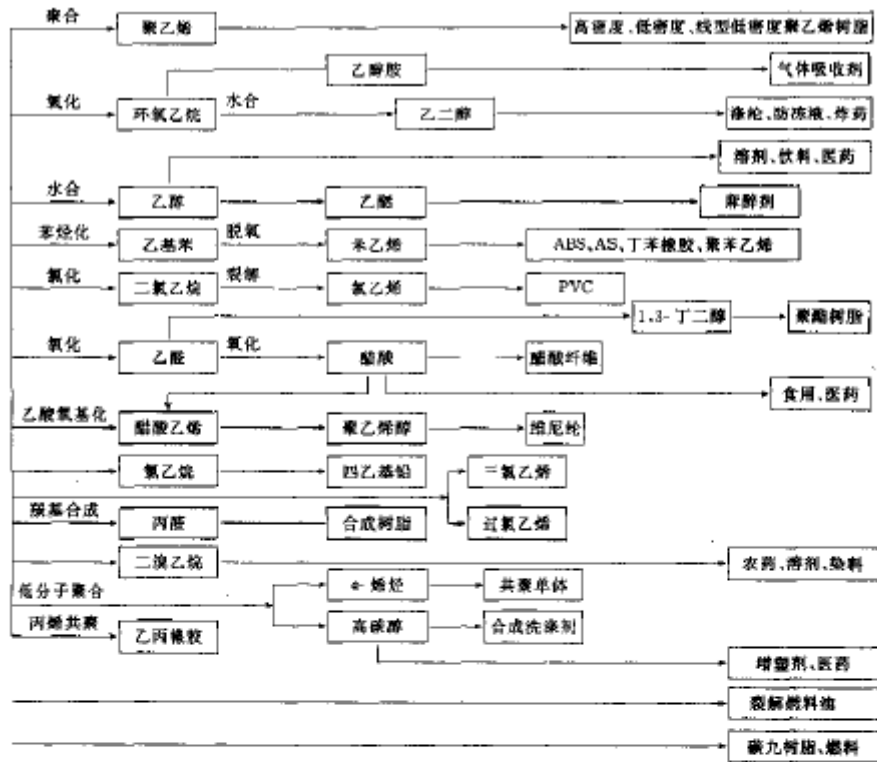 聚合
聚乙烯
高密度、低密度、线型低密度聚乙烯树脂
乙醇胺
气体吸收剂
氧化
环氧乙烷
水合
乙二醇
涤纶、防冻液、炸药
溶剂、饮料、医药
水合
乙醇
乙醚
麻醉剂
苯烃化
乙基苯
脱氢
苯乙烯
ABS、AS、丁苯橡胶、聚苯乙烯
氯化
二氯乙烷
裂解
氯乙烯
PVC
1.3-丁二醇
聚酯树脂
氧化
乙醛
氧化
醋酸
醋酸纤维
食用、医药
乙酸氧基化
醋酸乙烯
聚乙烯醇
维尼纶
氯乙烷
四乙基铅
三氯乙烯
羰基合成
丙醛
合成树脂
过氯乙烯
二溴乙烷
农药、溶剂、染料
低分子聚合
α-烯烃
共聚单体
丙烯共聚
乙丙橡胶
高碳醇
合成洗涤剂
增塑剂、医药
裂解燃料油
碳九树脂、燃料